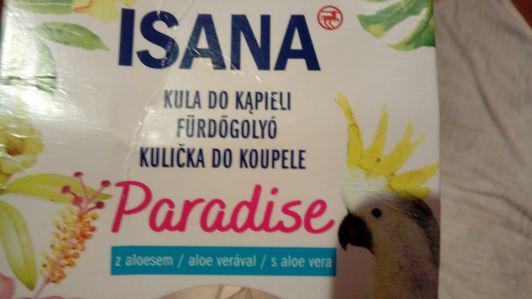 ISANA
KULA DO KĄPIELI
FÜRDŐGOLYÓ
KULIČKA DO KOUPELE
Paradise
z aloesem / aloe verával / s aloe vera